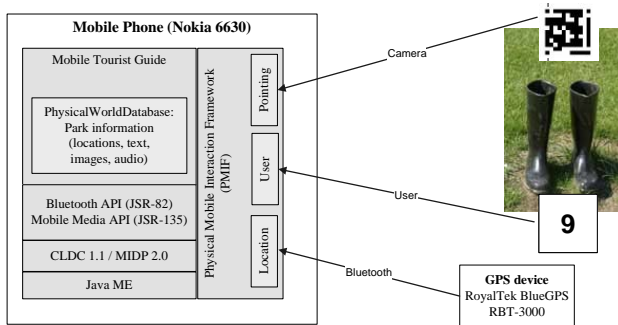 Mobile Phone (Nokia 6630)
Mobile Tourist Guide
PhysicalWorldDatabase:
Park information
(locations, text,
images, audio)
Bluetooth API (JSR-82)
Mobile Media API (JSR-135)
CLDC 1.1 / MIDP 2.0
Java ME
Physical Mobile Interaction Framework
(PMIF)
Pointing
User
Location
Camera
User
Bluetooth
9
GPS device
RoyalTek BlueGPS
RBT-3000